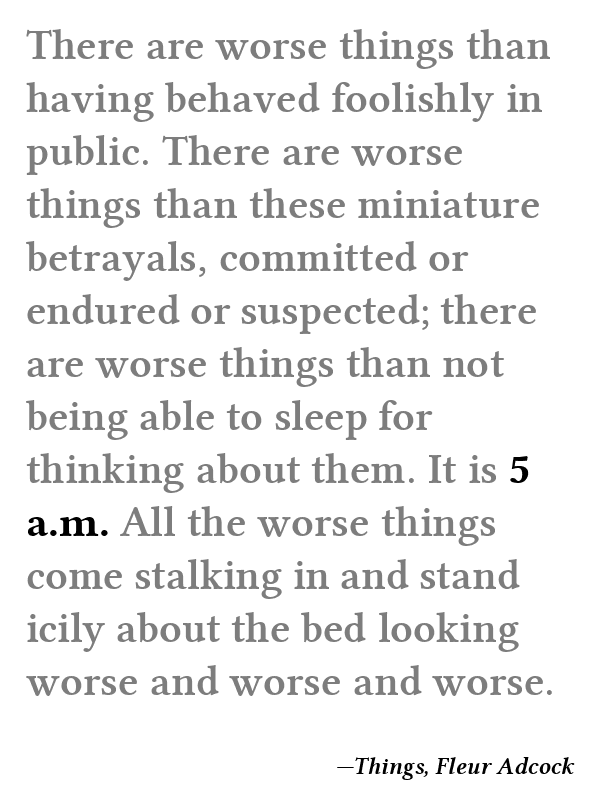 There are worse things than
having behaved foolishly in
public. There are worse
things than these miniature
betrayals, committed or
endured or suspected; there
are worse things than not
being able to sleep for
thinking about them. It is 5
a.m. All the worse things
come stalking in and stand
icily about the bed looking
worse and worse and worse.
—Things, Fleur Adcock